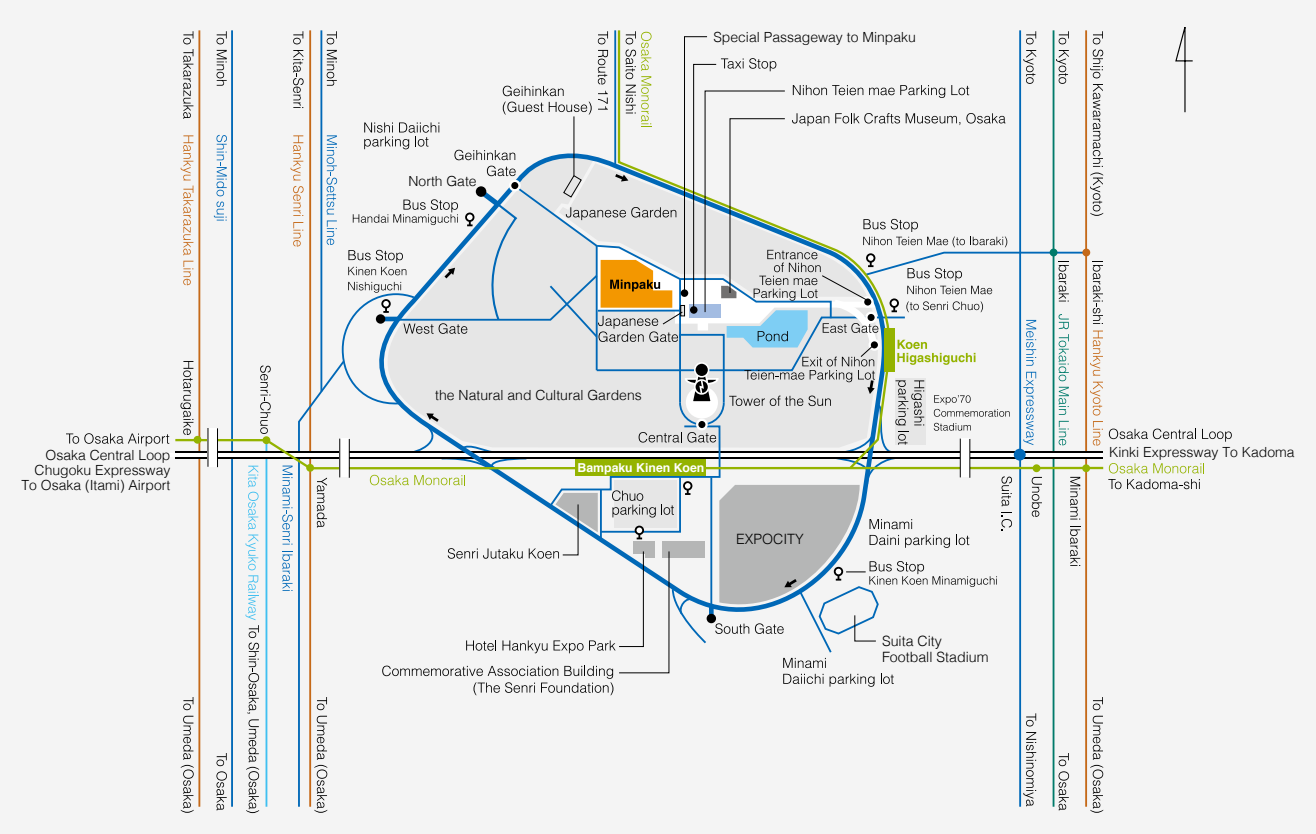 To Takarazuka
Hankyu Takarazuka Line
To Minoh
Shin-Mido suji
To Kita-Senri
Hankyu Senri Line
To Minoh
Minoh-Settsu Line
To Route 171
To Saito Nishi
Osaka Monorail
Special Passageway to Minpaku
Taxi Stop
Nihon Teien mae Parking Lot
Japan Folk Crafts Museum, Osaka
To Kyoto
Meishin Expressway
To Kyoto
Ibaraki
JR Tokaido Main Line
To Shijo Kawaramachi (Kyoto)
Ibaraki-shi
Hankyu Kyoto Line
Geihinkan
(Guest House)
Nishi Daiichi
parking lot
Geihinkan
Gate
North Gate
Bus Stop
Handai Minamiguchi
Bus Stop
Kinen Koen
Nishiguchi
West Gate
Japanese Garden
Minpaku
Japanese
Garden Gate
Entrance
of Nihon
Teien mae
Parking Lot
Bus Stop
Nihon Teien Mae (to Ibaraki)
Bus Stop
Nihon Teien Mae
(to Senri Chuo)
East Gate
Pond
Koen
Higashiguchi
Exit of Nihon
Teien-mae Parking Lot
the Natural and Cultural Gardens
Tower of the Sun
Higashi
parking lot
Expo'70
Commemoration
Stadium
Central Gate
Hotarugaike
Senri-Chuo
To Osaka Airport
Osaka Central Loop
Chugoku Expressway
To Osaka (Itami) Airport
Osaka Central Loop
Kinki Expressway To Kadoma
Osaka Monorail
To Kadoma-shi
Osaka Monorail
Bampaku Kinen Koen
Yamada
Minami-Senri Ibaraki
Kita Osaka Kyuko Railway
To Shin-Osaka, Umeda (Osaka)
Chuo
parking lot
EXPOCITY
Senri Jutaku Koen
Minami
Daini parking lot
Bus Stop
Kinen Koen Minamiguchi
Suita I.C.
Unobe
Minami Ibaraki
South Gate
Hotel Hankyu Expo Park
Commemorative Association Building
(The Senri Foundation)
Suita City
Football Stadium
Minami
Daiichi parking lot
To Umeda (Osaka)
To Osaka
To Umeda (Osaka)
To Nishinomiya
To Osaka
To Umeda (Osaka)